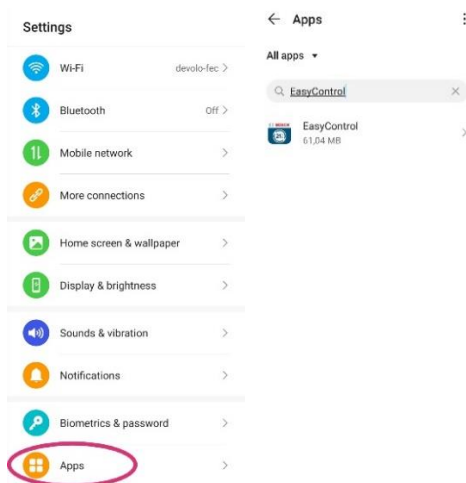 Settings
Wi-Fi devolo-fec >
Bluetooth Off >
Mobile network >
More connections >
Home screen & wallpaper >
Display & brightness >
Sounds & vibration >
Notifications >
Biometrics & password >
Apps >
← Apps
All apps
EasyControl
EasyControl
61,04 MB